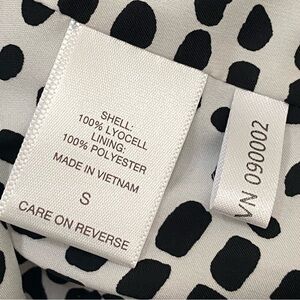 SHELL:
100% LYOCELL
LINING:
100% POLYESTER
MADE IN VIETNAM
S
CARE ON REVERSE
VN 090002